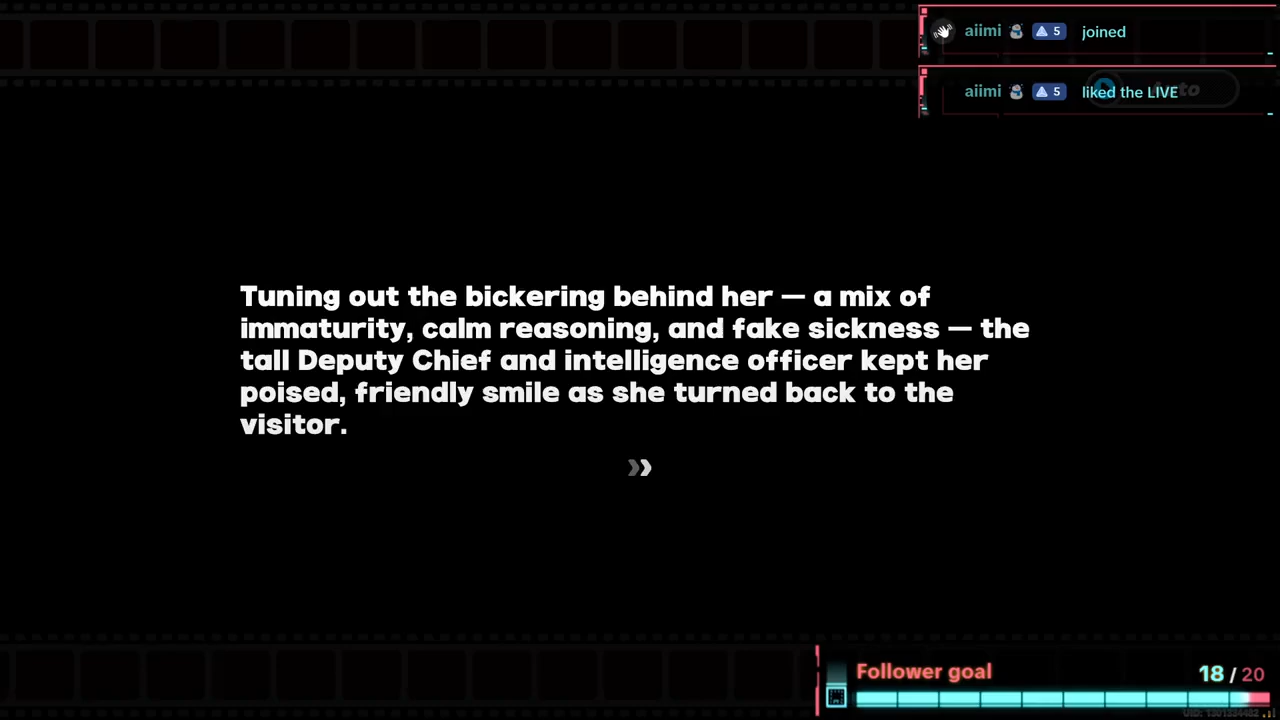 aiimi ☃️ 5 joined
aiimi ☃️ 5 liked the LIVE
Tuning out the bickering behind her — a mix of
immaturity, calm reasoning, and fake sickness — the
tall Deputy Chief and intelligence officer kept her
poised, friendly smile as she turned back to the
visitor.
Follower goal 18 / 20